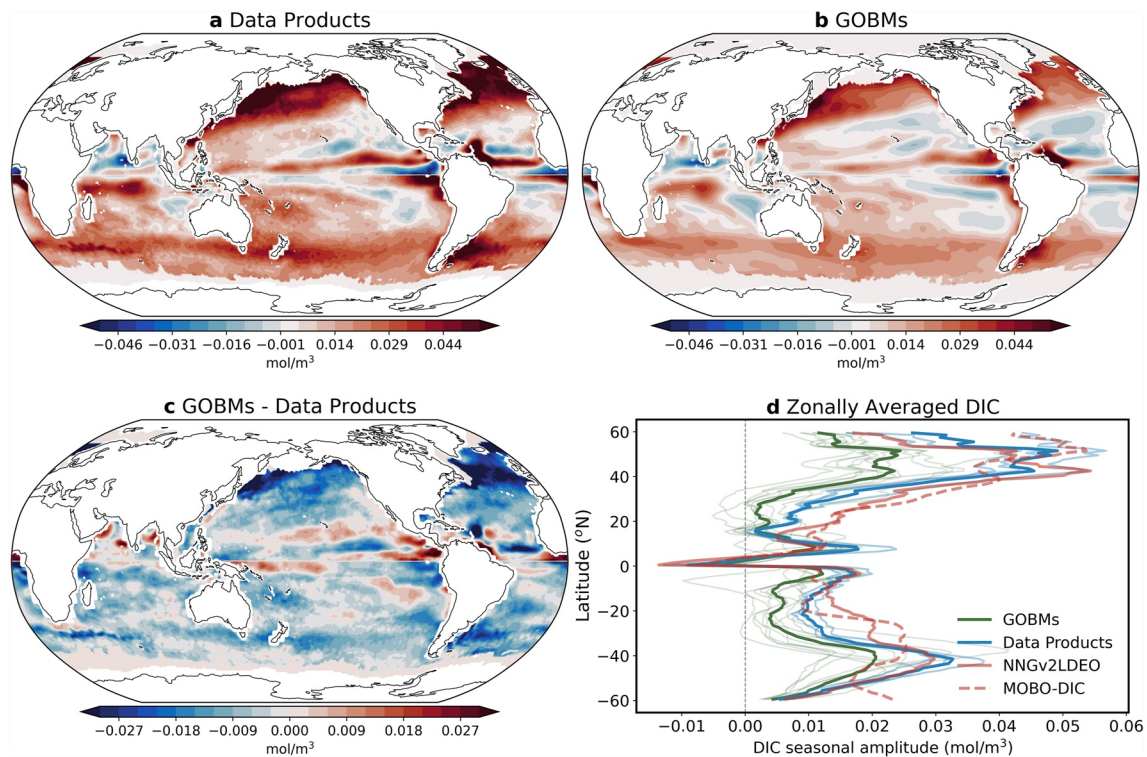 a Data Products
b GOBMs
−0.046 −0.031 −0.016 −0.001 0.014 0.029 0.044
mol/m³
−0.046 −0.031 −0.016 −0.001 0.014 0.029 0.044
mol/m³
c GOBMs - Data Products
−0.027 −0.018 −0.009 0.000 0.009 0.018 0.027
mol/m³
d Zonally Averaged DIC
Latitude (°N)
60
40
20
0
−20
−40
−60
GOBMs
Data Products
NNGv2LDEO
MOBO-DIC
−0.01 0.00 0.01 0.02 0.03 0.04 0.05 0.06
DIC seasonal amplitude (mol/m³)